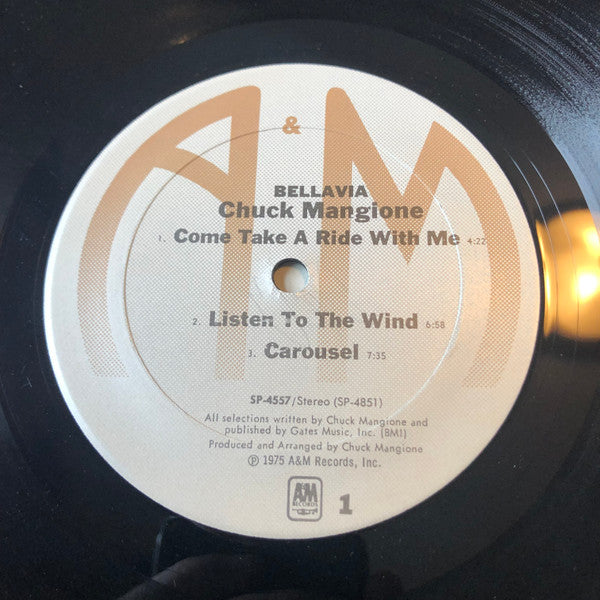 A&M
BELLAVIA
Chuck Mangione
1. Come Take A Ride With Me 4:22
2. Listen To The Wind 6:58
3. Carousel 7:35
SP-4557/Stereo (SP-4851)
All selections written by Chuck Mangione and
published by Gates Music, Inc. (BMI)
Produced and Arranged by Chuck Mangione
℗ 1975 A&M Records, Inc.
A&M
RECORDS
1